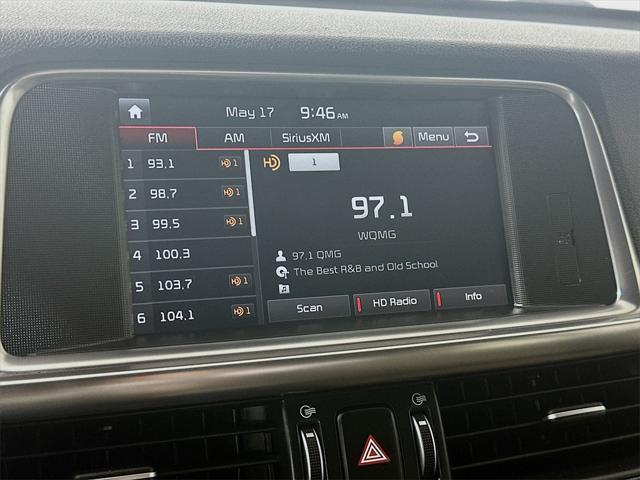 May 17 9:46 AM
FM AM SiriusXM Menu
1 93.1 HD 1
2 98.7 HD 1
3 99.5 HD 1
4 100.3
5 103.7 HD 1
6 104.1 HD 1
HD 1
97.1
WQMG
97.1 QMG
The Best R&B and Old School
Scan HD Radio Info